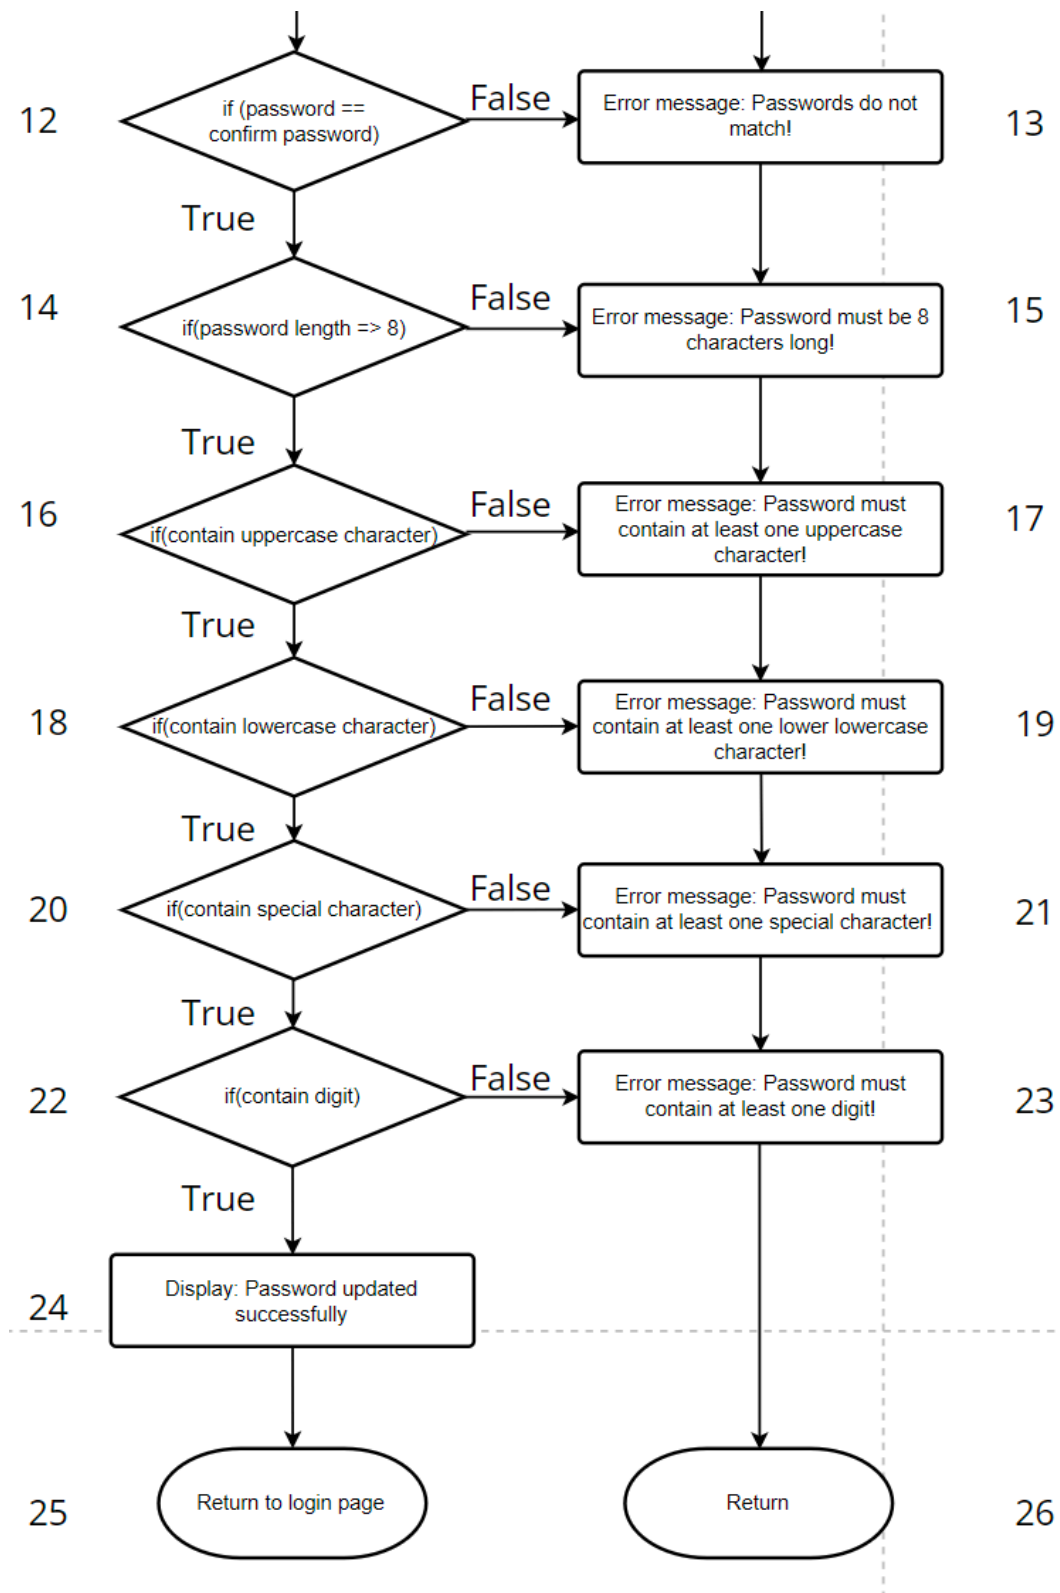 12
if (password ==
confirm password)
False
Error message: Passwords do not
match!
13
True
14
if(password length => 8)
False
Error message: Password must be 8
characters long!
15
True
16
if(contain uppercase character)
False
Error message: Password must
contain at least one uppercase
character!
17
True
18
if(contain lowercase character)
False
Error message: Password must
contain at least one lower lowercase
character!
19
True
20
if(contain special character)
False
Error message: Password must
contain at least one special character!
21
True
22
if(contain digit)
False
Error message: Password must
contain at least one digit!
23
True
24
Display: Password updated
successfully
25
Return to login page
Return
26